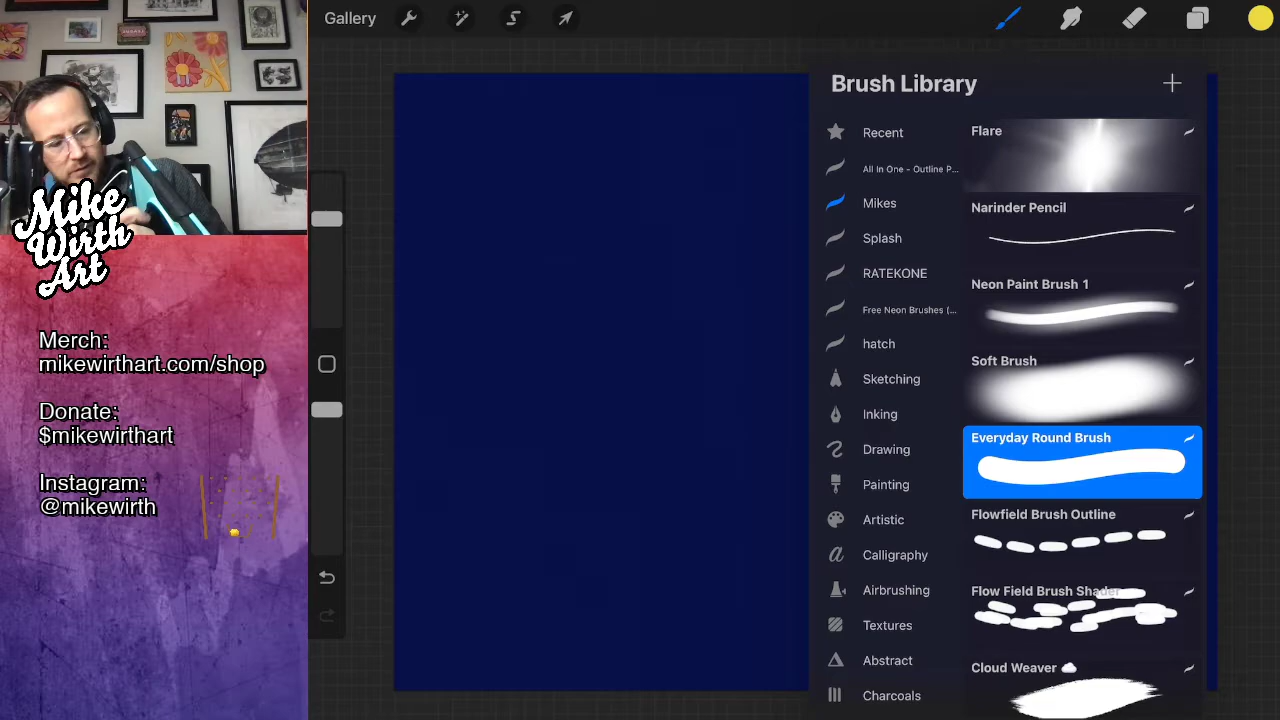 Gallery
Brush Library
Recent
All In One - Outline P...
Mikes
Splash
RATEKONE
Free Neon Brushes (...
hatch
Sketching
Inking
Drawing
Painting
Artistic
Calligraphy
Airbrushing
Textures
Abstract
Charcoals
Flare
Narinder Pencil
Neon Paint Brush 1
Soft Brush
Everyday Round Brush
Flowfield Brush Outline
Flow Field Brush Shader
Cloud Weaver
Mike
Wirth
Art
Merch:
mikewirthart.com/shop
Donate:
$mikewirthart
Instagram:
@mikewirth